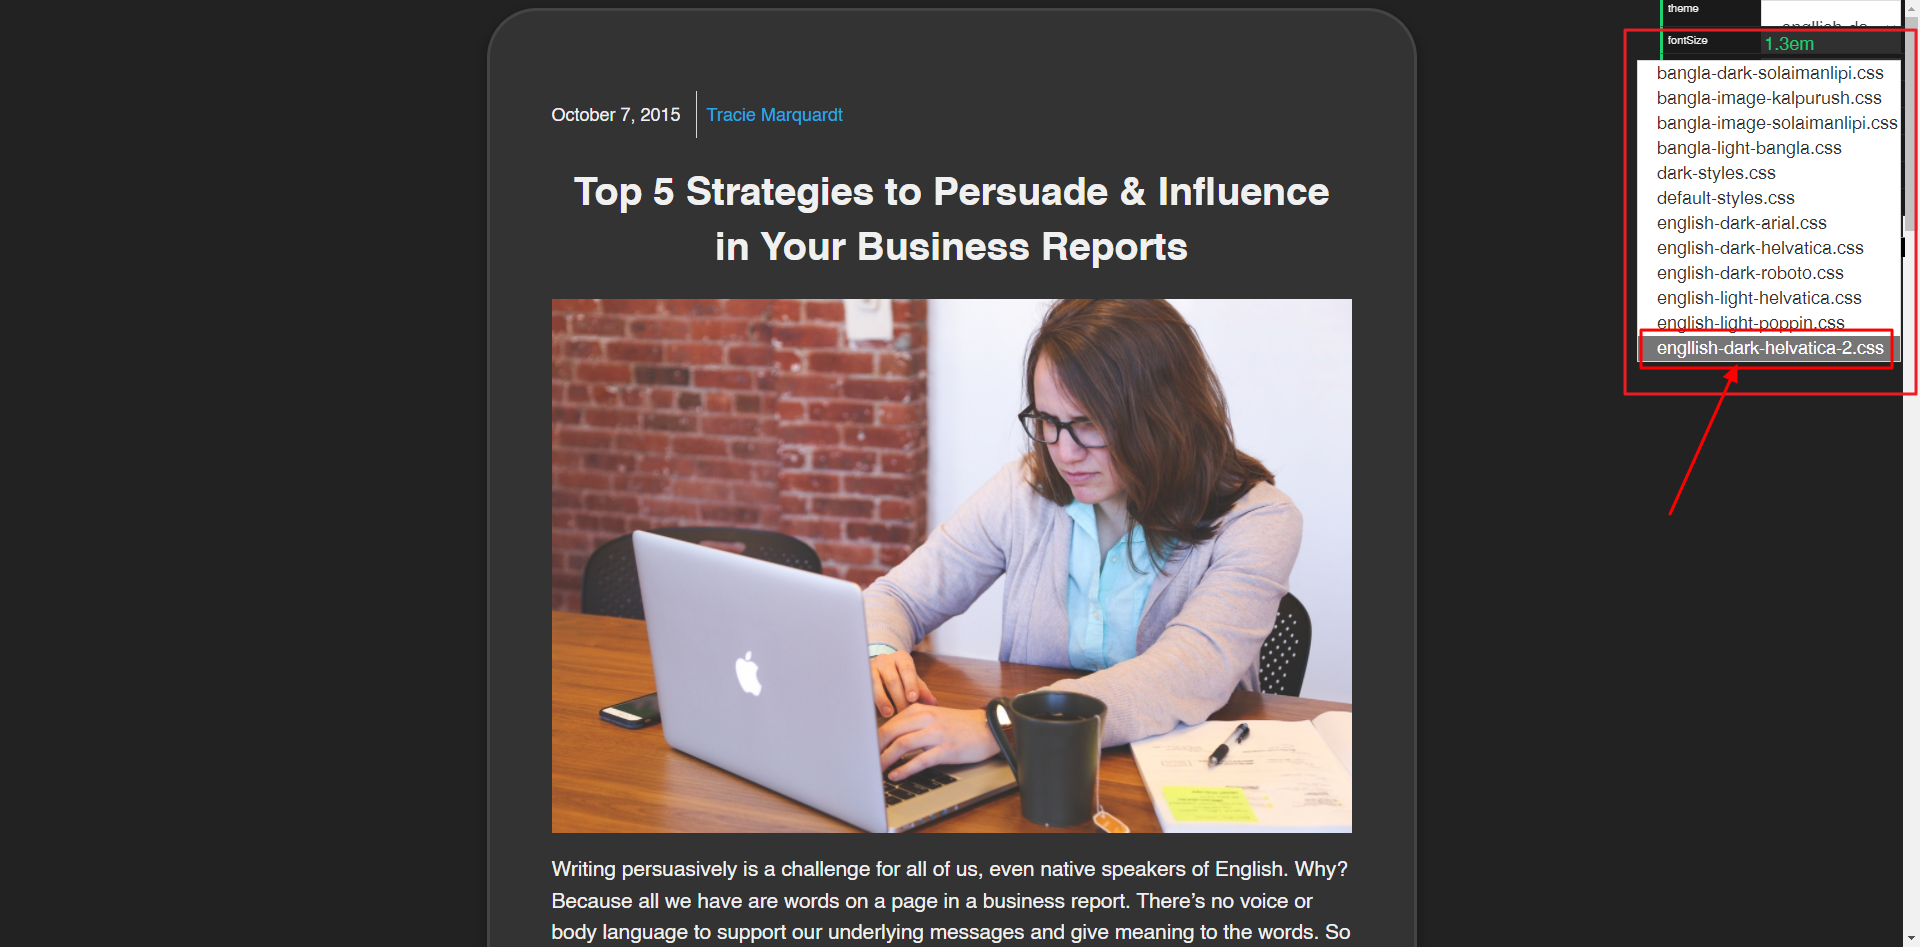 October 7, 2015 Tracie Marquardt
Top 5 Strategies to Persuade & Influence
in Your Business Reports
Writing persuasively is a challenge for all of us, even native speakers of English. Why?
Because all we have are words on a page in a business report. There’s no voice or
body language to support our underlying messages and give meaning to the words. So
theme
fontSize 1.3em
bangla-dark-solaimanlipi.css
bangla-image-kalpurush.css
bangla-image-solaimanlipi.css
bangla-light-bangla.css
dark-styles.css
default-styles.css
english-dark-arial.css
english-dark-helvatica.css
english-dark-roboto.css
english-light-helvatica.css
english-light-poppin.css
engllish-dark-helvatica-2.css